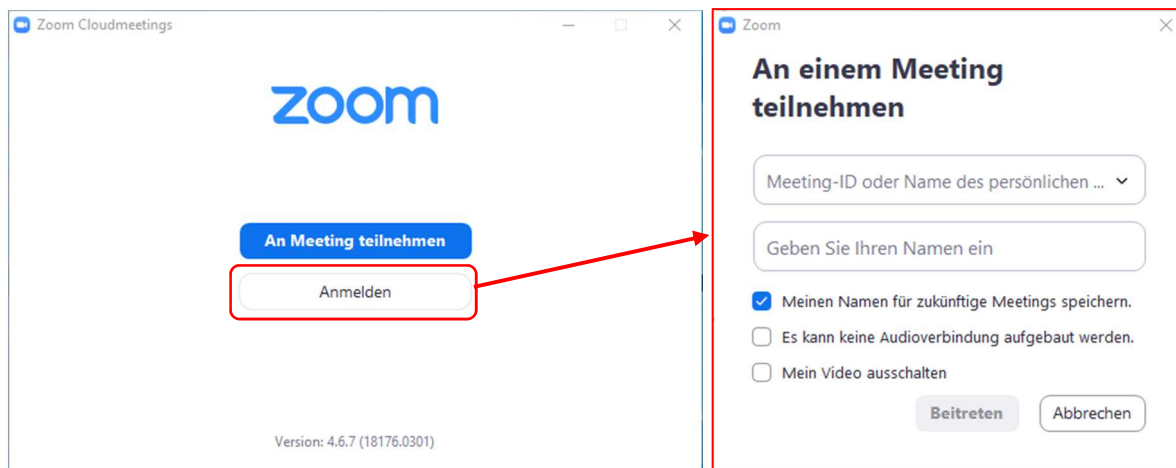 Zoom Cloudmeetings
zoom
An Meeting teilnehmen
Anmelden
Version: 4.6.7 (18176.0301)
Zoom
An einem Meeting
teilnehmen
Meeting-ID oder Name des persönlichen ...
Geben Sie Ihren Namen ein
Meinen Namen für zukünftige Meetings speichern.
Es kann keine Audioverbindung aufgebaut werden.
Mein Video ausschalten
Beitreten
Abbrechen